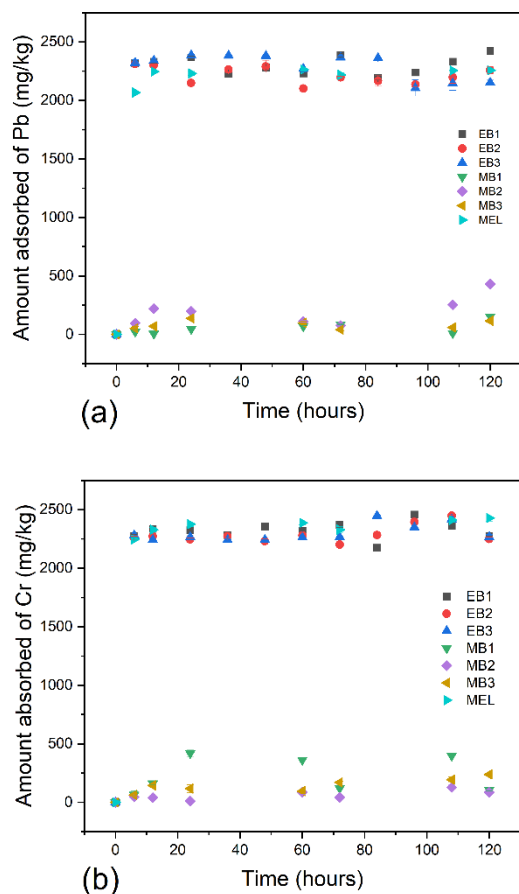 Amount adsorbed of Pb (mg/kg)
2500
2000
1500
1000
500
0
EB1
EB2
EB3
MB1
MB2
MB3
MEL
0 20 40 60 80 100 120
(a) Time (hours)
Amount absorbed of Cr (mg/kg)
2500
2000
1500
1000
500
0
EB1
EB2
EB3
MB1
MB2
MB3
MEL
0 20 40 60 80 100 120
(b) Time (hours)